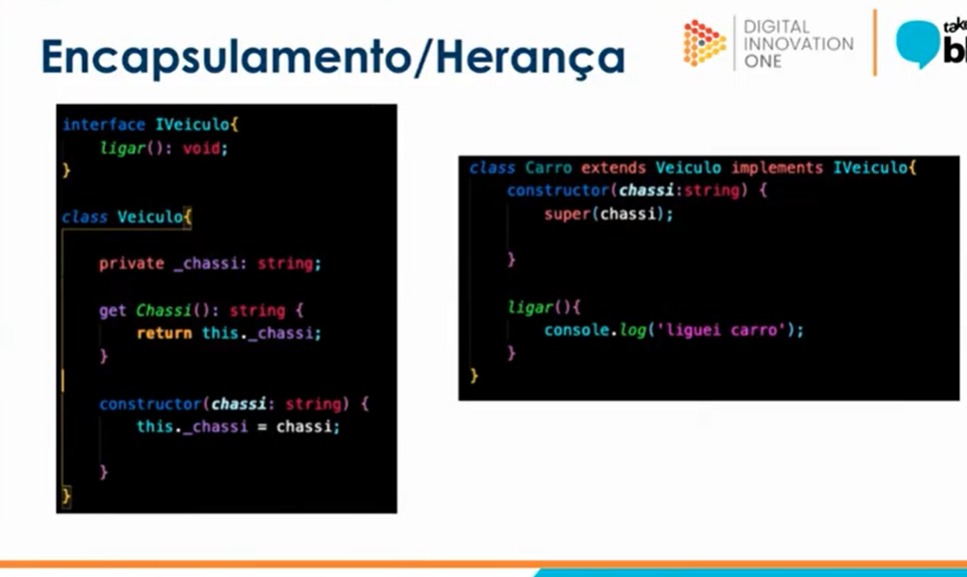 Encapsulamento/Herança
DIGITAL
INNOVATION
ONE
interface IVeiculo{
ligar(): void;
}
class Veiculo{
private _chassi: string;
get Chassi(): string {
return this._chassi;
}
constructor(chassi: string) {
this._chassi = chassi;
}
}
class Carro extends Veiculo implements IVeiculo{
constructor(chassi:string) {
super(chassi);
}
ligar(){
console.log('liguei carro');
}
}